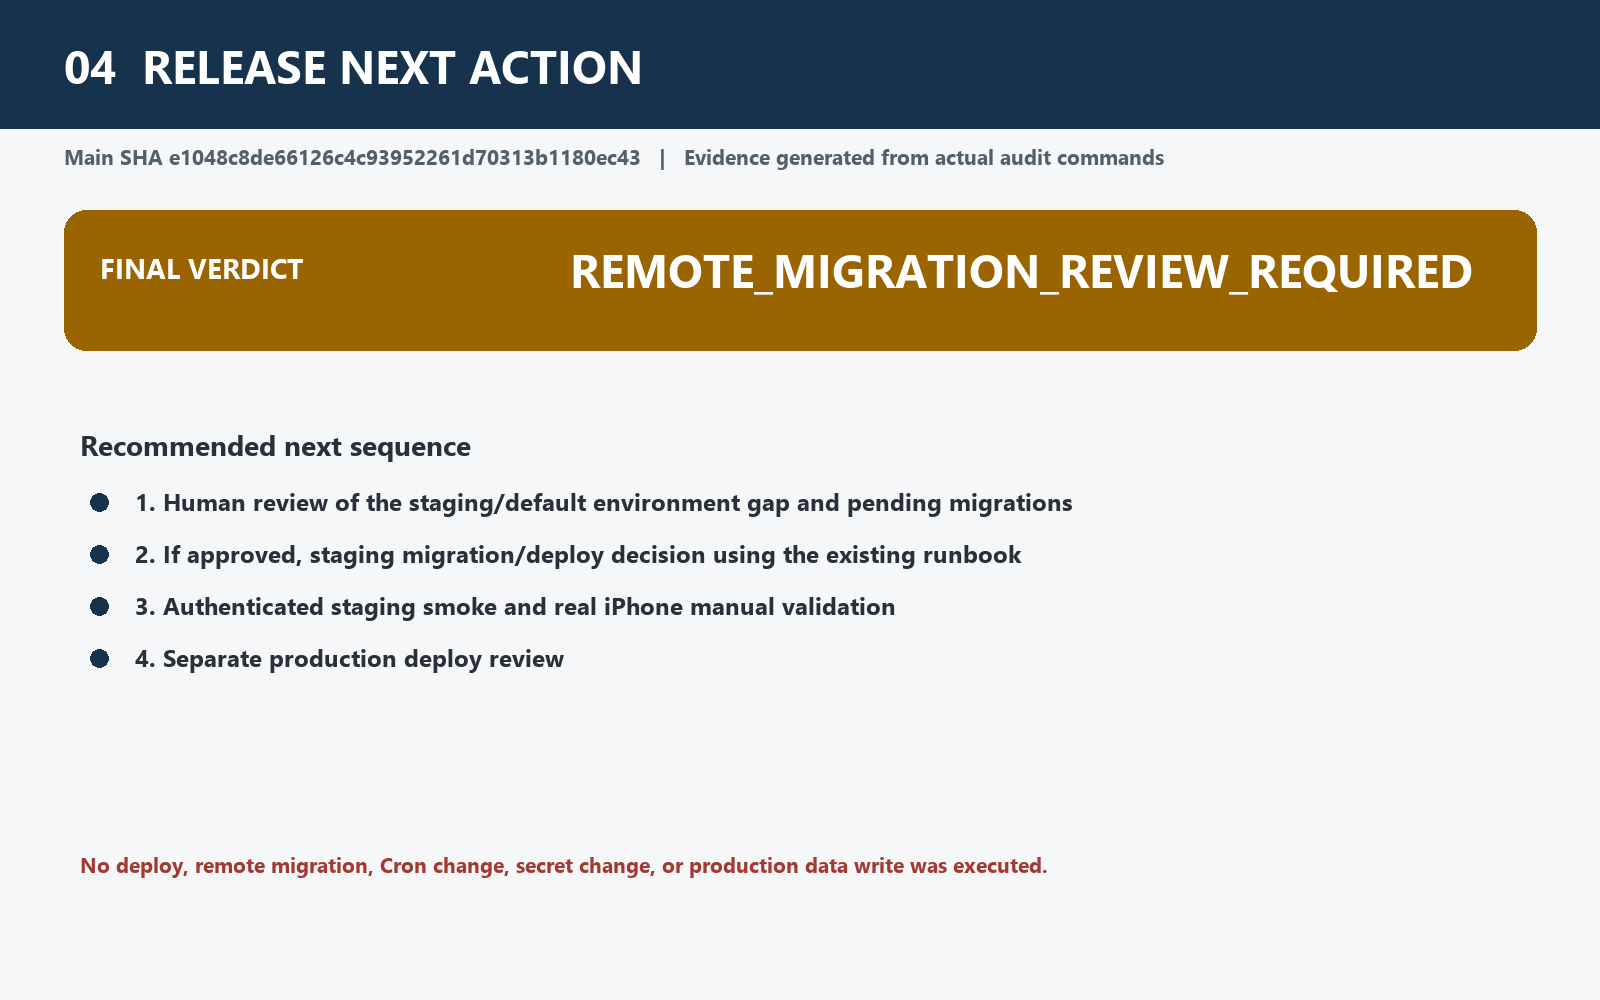 04 RELEASE NEXT ACTION
Main SHA e1048c8de66126c4c93952261d70313b1180ec43 | Evidence generated from actual audit commands
FINAL VERDICT REMOTE_MIGRATION_REVIEW_REQUIRED
Recommended next sequence
1. Human review of the staging/default environment gap and pending migrations
2. If approved, staging migration/deploy decision using the existing runbook
3. Authenticated staging smoke and real iPhone manual validation
4. Separate production deploy review
No deploy, remote migration, Cron change, secret change, or production data write was executed.